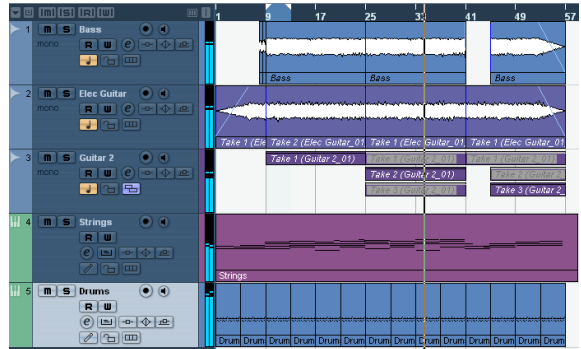 m S R W 1 9 17 25 33 41 49 57
1 m S Bass
mono R W e
Bass Bass Bass
2 m S Elec Guitar
mono R W e
Take 1 (Ele Take 2 (Elec Guitar_01 Take 1 (Elec Guitar_01 Take 1 (Elec Guitar_01
3 m S Guitar 2 Take 1 (Guitar 2_01) Take 1 (Guitar 2_01) Take 1 (Guitar 2_01)
mono R W e Take 2 (Guitar 2_01) Take 2 (Guitar 2
Take 3 (Guitar 2_01) Take 3 (Guitar 2
4 m S Strings
R W
e
Strings
5 m S Drums
R W
e
Drum Drum Drum Drum Drum Drum Drum Drum Drum Drum Drum Drum Drum Drum